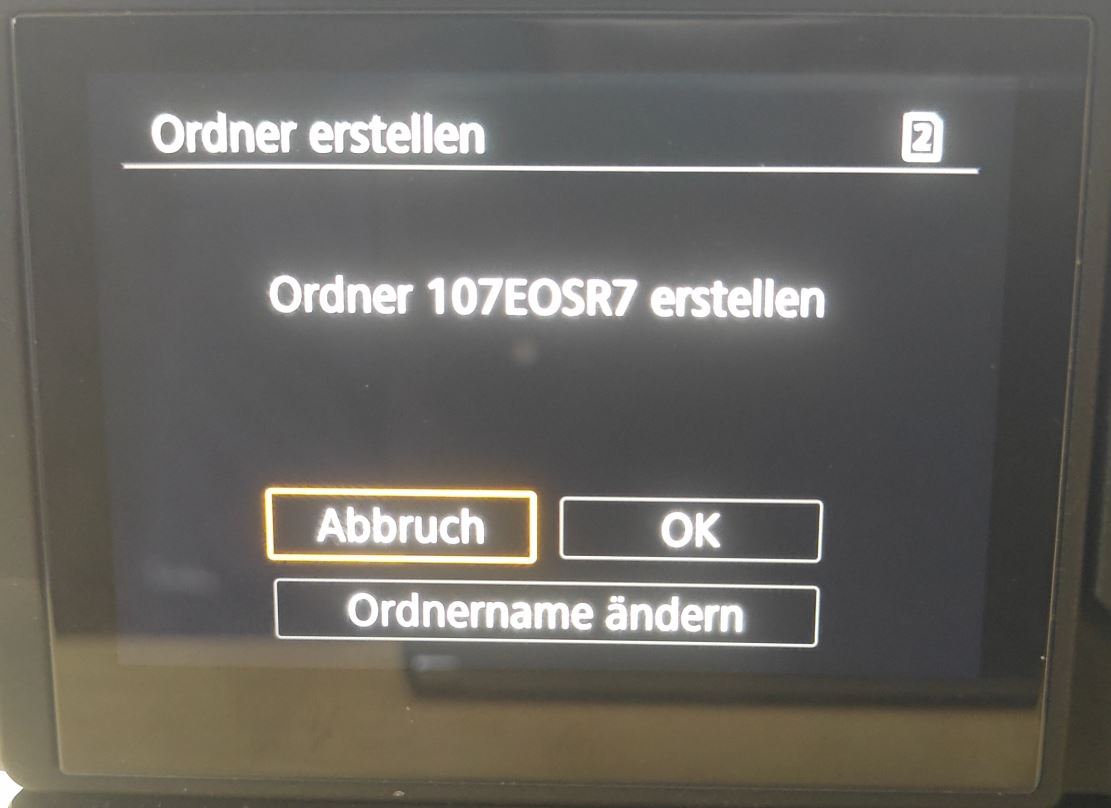 Ordner erstellen 2
Ordner 107EOSR7 erstellen
Abbruch OK
Ordnername ändern